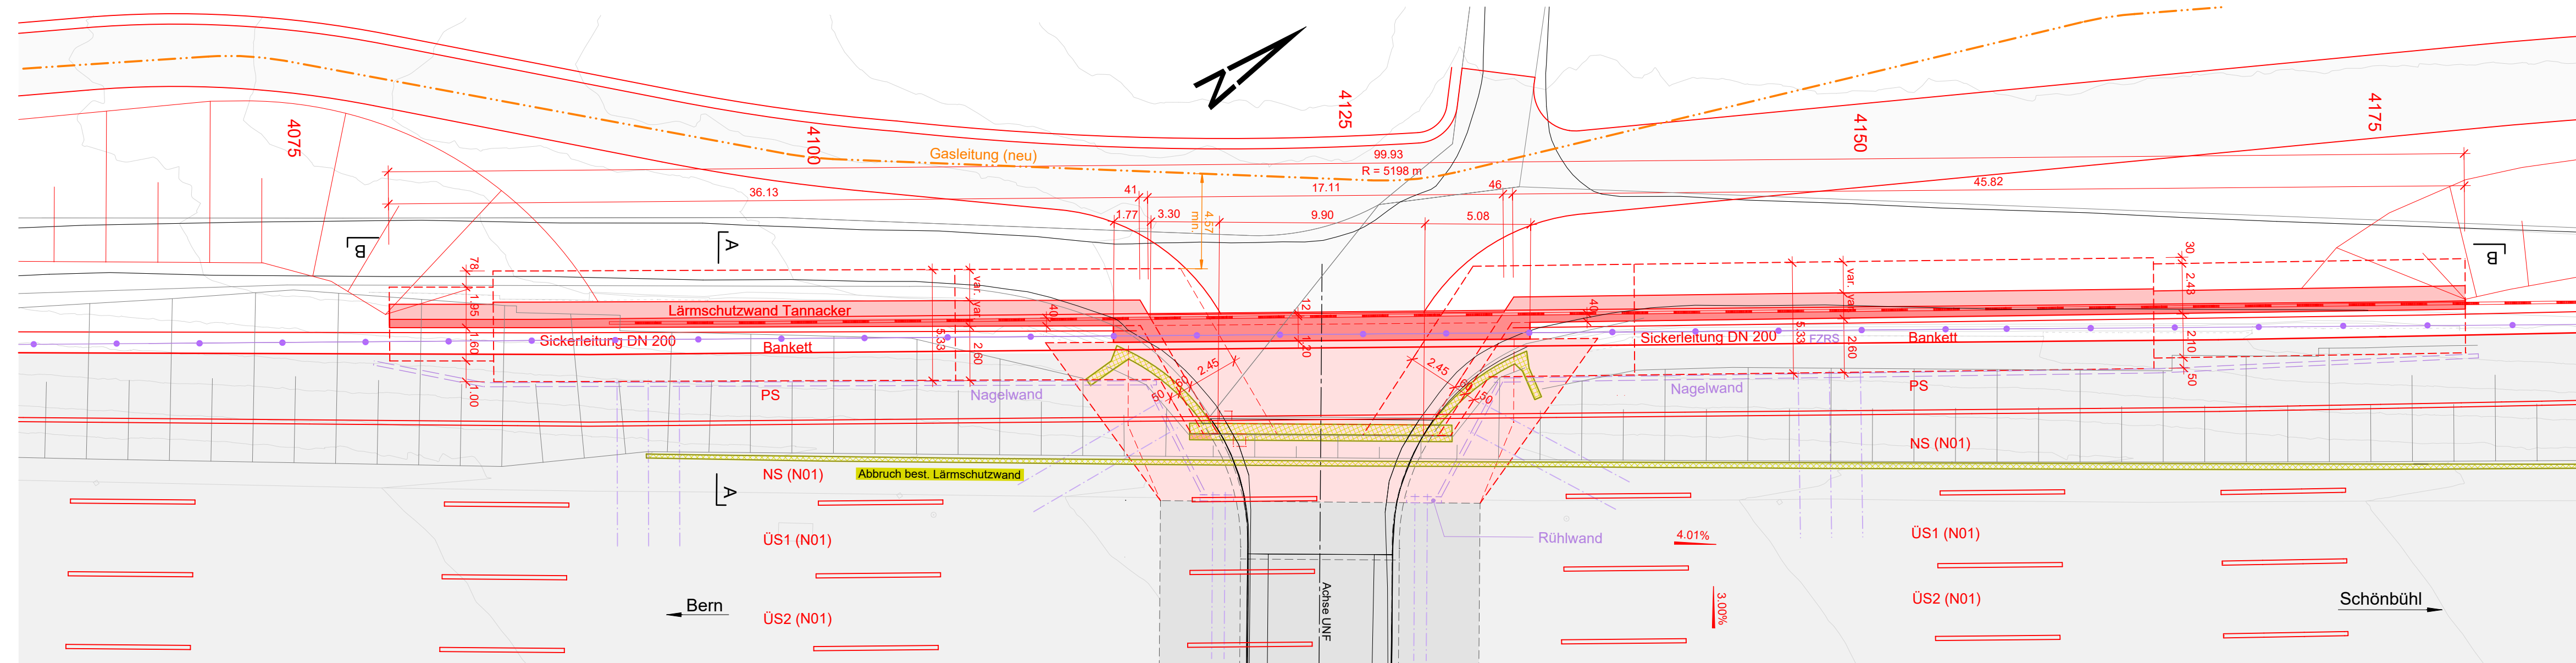 N
4075
4100
4125
4150
4175
Gasleitung (neu)
99.93
R = 5198 m
36.13
41
17.11
46
45.82
1.77
3.30
9.90
5.08
4.57
min.
B
A
B
78
1.95
1.60
1.00
5.33
var.
var.
2.60
40
12
1.20
40
5.33
var.
var.
2.60
30
2.43
2.10
50
Lärmschutzwand Tannacker
Sickerleitung DN 200
Bankett
Sickerleitung DN 200
FZRS
Bankett
2.45
60
50
2.45
60
50
PS
Nagelwand
Nagelwand
PS
NS (N01)
NS (N01)
Abbruch best. Lärmschutzwand
A
ÜS1 (N01)
ÜS1 (N01)
Rühlwand
4.01%
3.00%
Achse UNF
Bern
Schönbühl
ÜS2 (N01)
ÜS2 (N01)